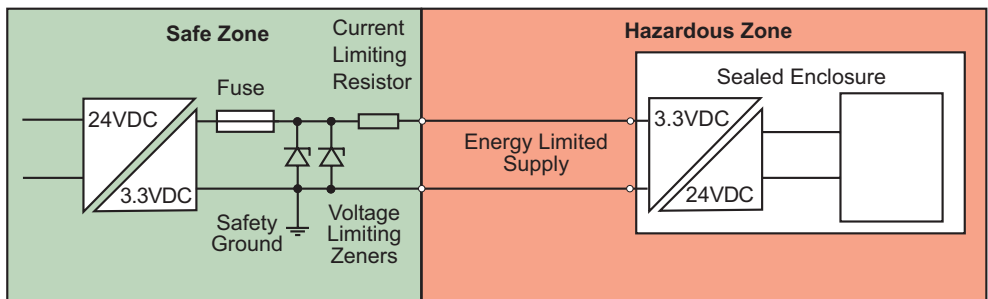 Safe Zone
Current
Limiting
Resistor
Fuse
24VDC
3.3VDC
Safety
Ground
Voltage
Limiting
Zeners
Hazardous Zone
Sealed Enclosure
Energy Limited
Supply
3.3VDC
24VDC